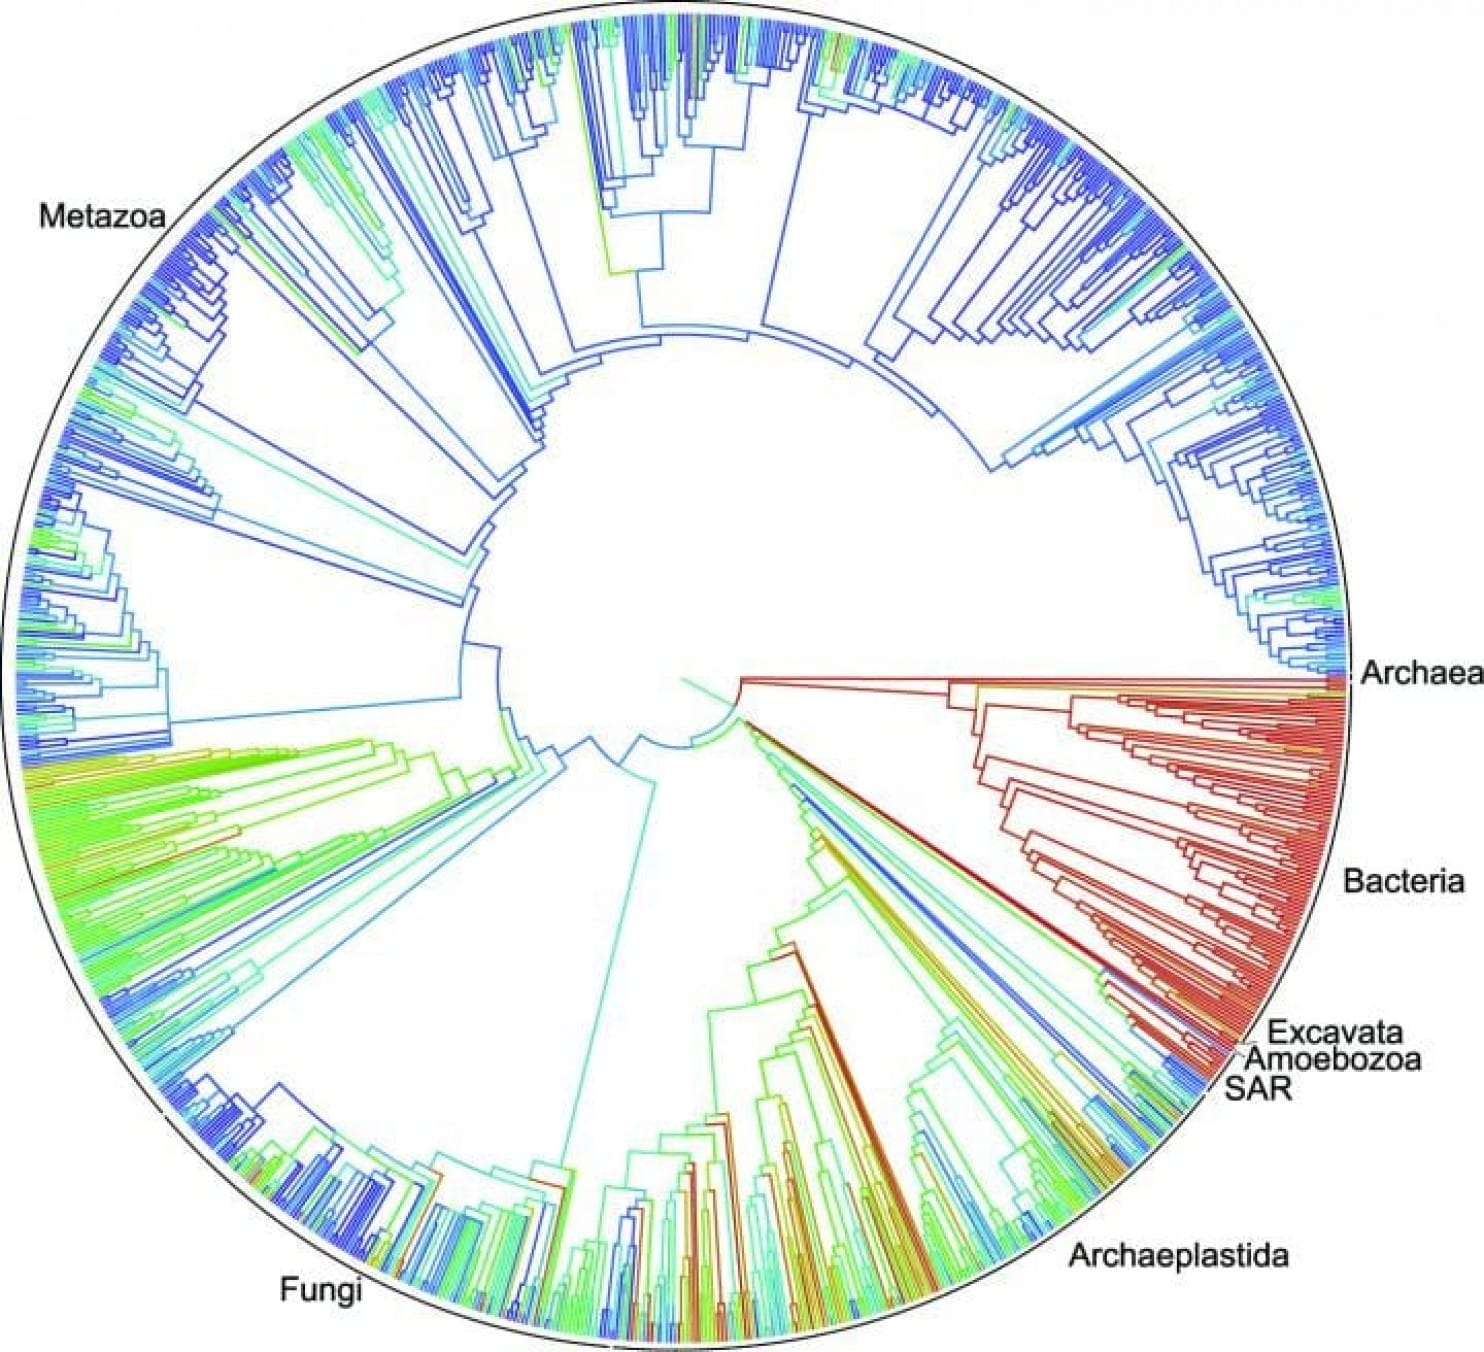 Metazoa
Archaea
Bacteria
Excavata
Amoebozoa
SAR
Archaeplastida
Fungi